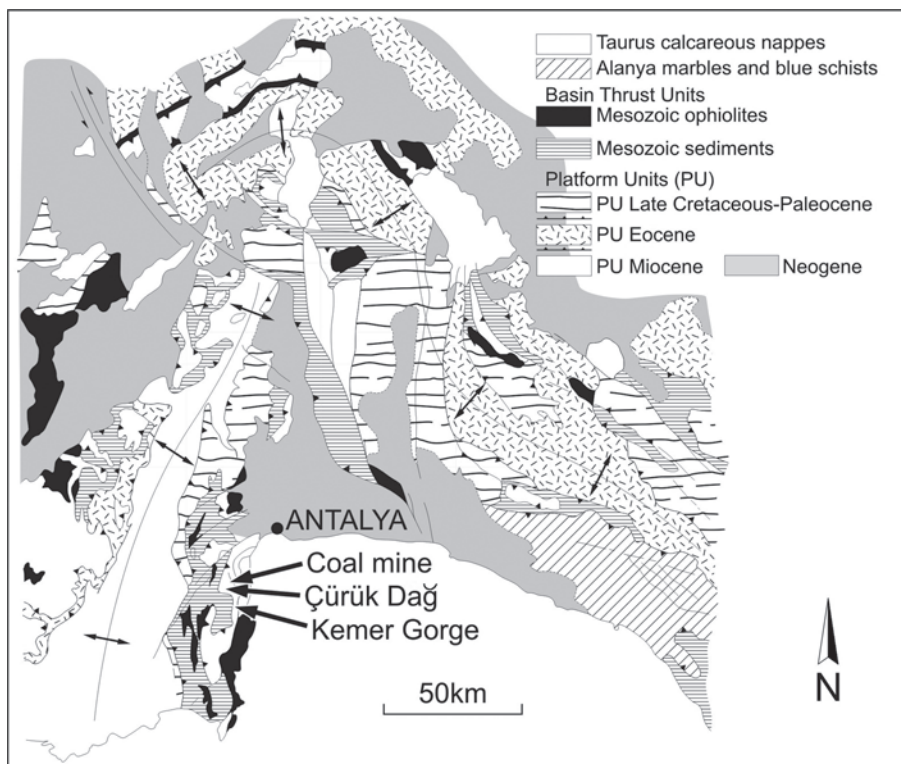 Taurus calcareous nappes
Alanya marbles and blue schists
Basin Thrust Units
Mesozoic ophiolites
Mesozoic sediments
Platform Units (PU)
PU Late Cretaceous-Paleocene
PU Eocene
PU Miocene
Neogene
ANTALYA
Coal mine
Çürük Dağ
Kemer Gorge
50km
N